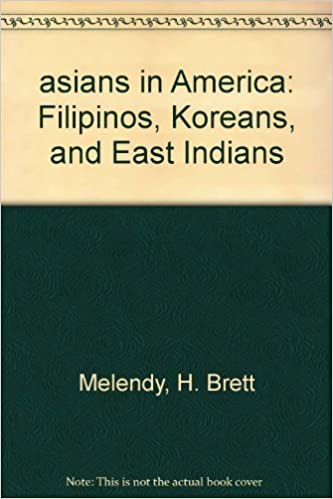 asians in America:
Filipinos, Koreans,
and East Indians
Melendy, H. Brett
Note: This is not the actual book cover